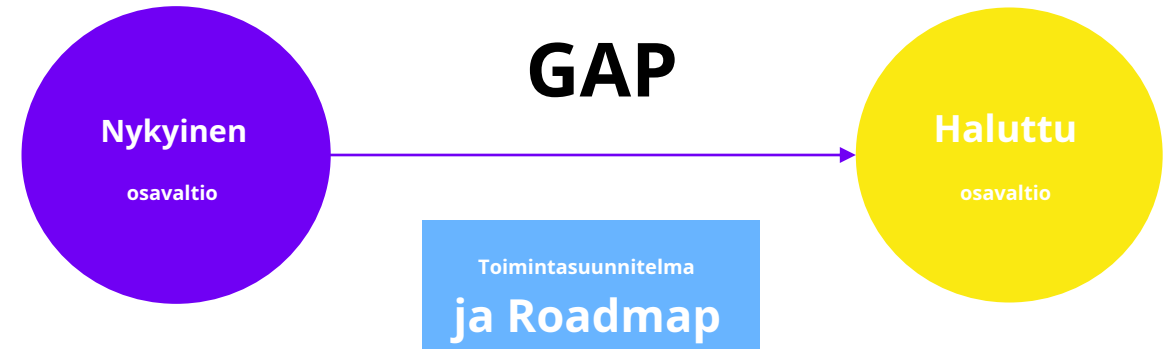 GAP
Nykyinen
osavaltio
Haluttu
osavaltio
Toimintasuunnitelma
ja Roadmap